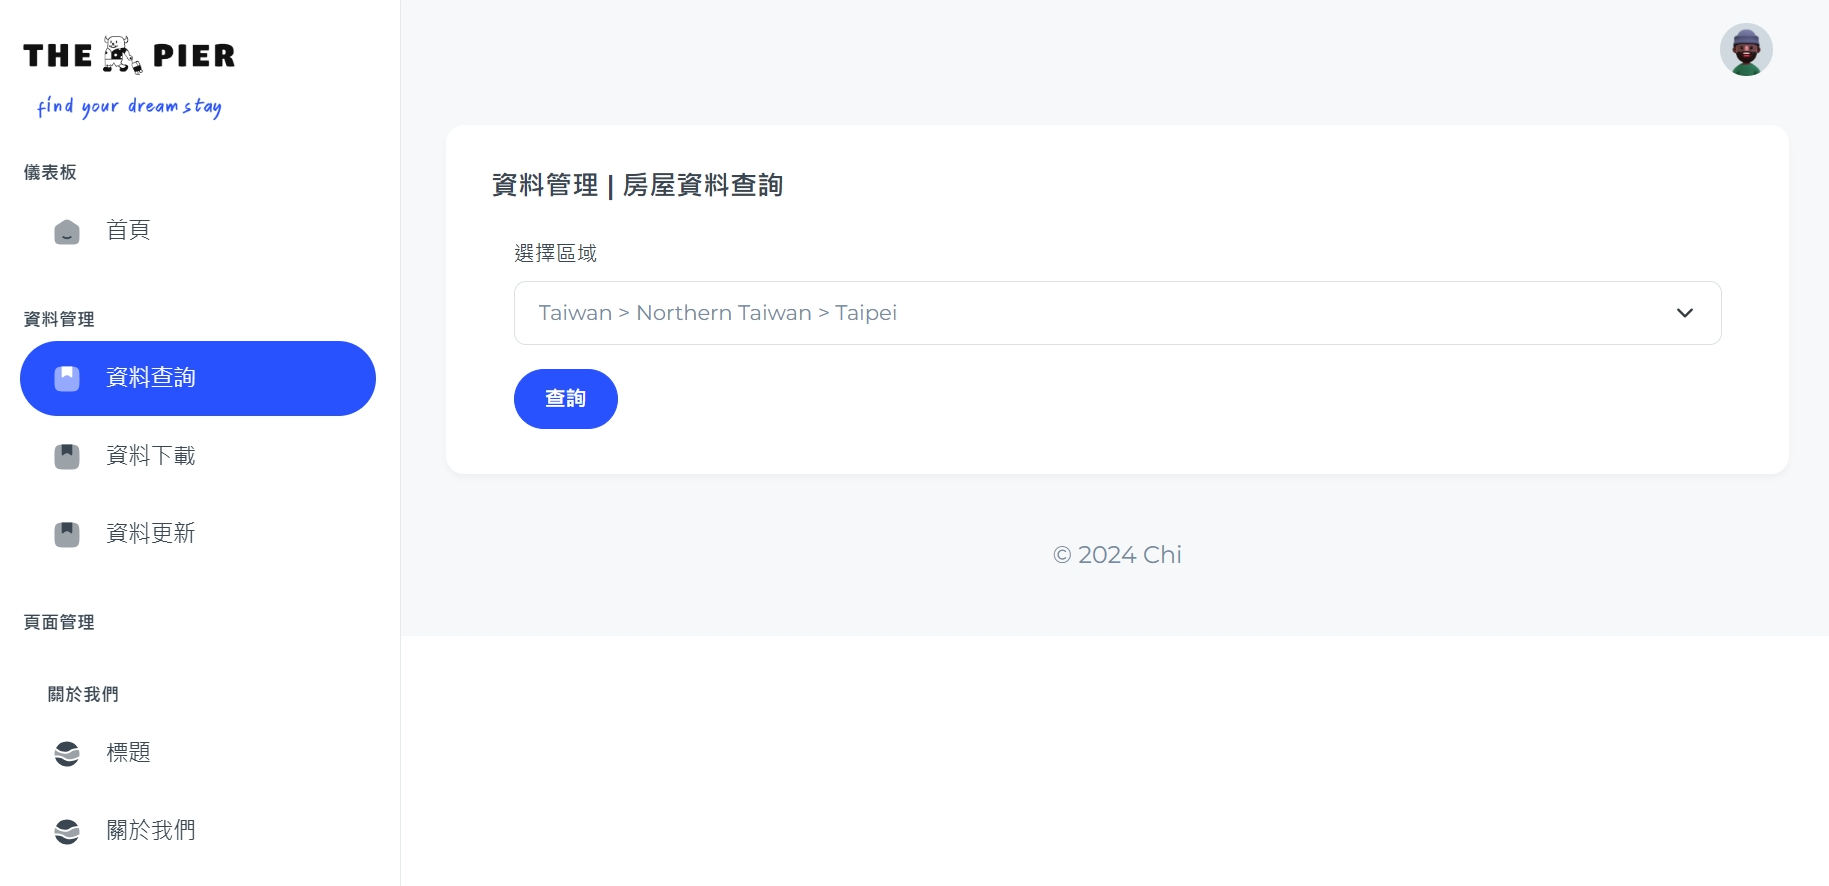 THE PIER
find your dream stay
儀表板
首頁
資料管理
資料查詢
資料下載
資料更新
頁面管理
關於我們
標題
關於我們
資料管理 | 房屋資料查詢
選擇區域
Taiwan > Northern Taiwan > Taipei
查詢
© 2024 Chi